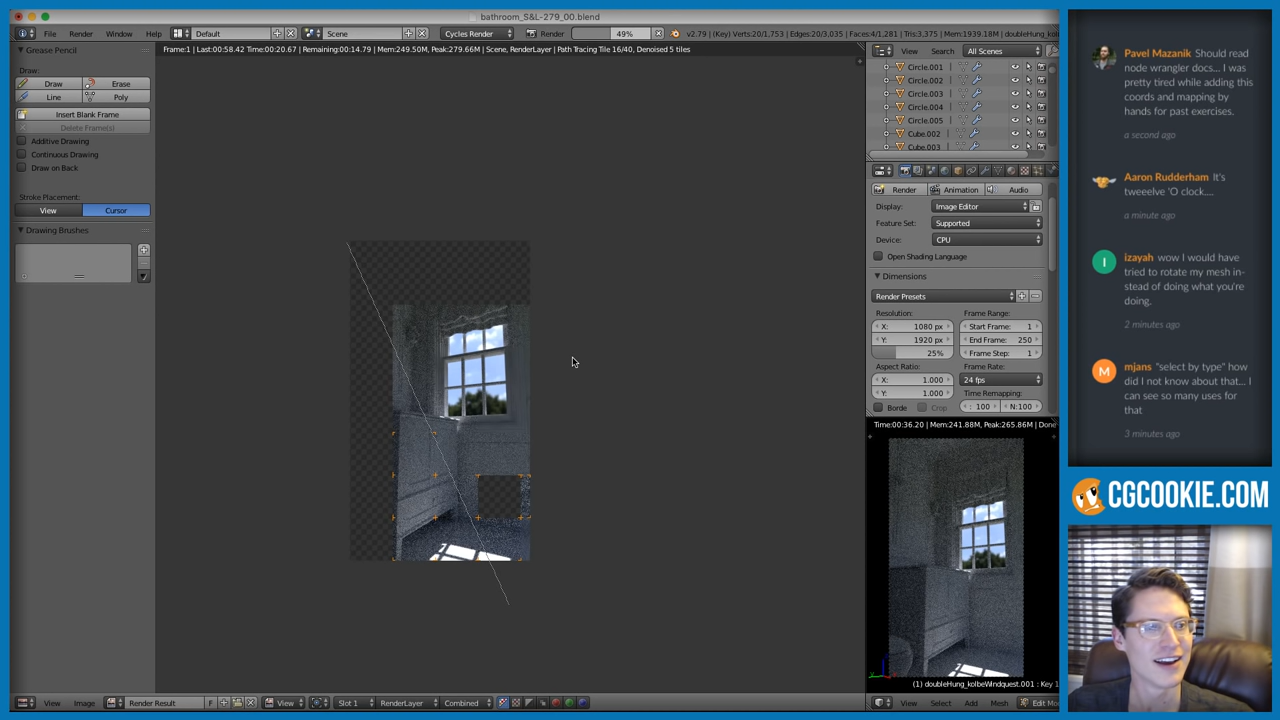 bathroom_S&L-279_00.blend
File
Render
Window
Help
Default
Scene
Cycles Render
Render
49%
v2.79 | (Key) Verts:20/1,753 | Edges:20/3,035 | Faces:4/1,281 | Tris:3,375 | Mem:1939.18M | doubleHung_kolb
Frame:1 | Last:00:58.42 Time:00:20.67 | Remaining:00:14.79 | Mem:249.50M, Peak:279.66M | Scene, RenderLayer | Path Tracing Tile 16/40, Denoised 5 tiles
Grease Pencil
Draw:
Draw
Erase
Line
Poly
Insert Blank Frame
Delete Frame(s)
Additive Drawing
Continuous Drawing
Draw on Back
Stroke Placement:
View
Cursor
Drawing Brushes
View
Search
All Scenes
Circle.001
Circle.002
Circle.003
Circle.004
Circle.005
Cube.002
Cube.003
Render
Animation
Audio
Display:
Image Editor
Feature Set:
Supported
Device:
CPU
Open Shading Language
Dimensions
Render Presets
Resolution:
Frame Range:
X: 1080 px
Start Frame: 1
Y: 1920 px
End Frame: 250
25%
Frame Step: 1
Aspect Ratio:
Frame Rate:
X: 1.000
24 fps
Y: 1.000
Time Remapping:
Borde
Crop
: 100
N:100
Time:00:36.20 | Mem:241.88M, Peak:265.86M | Done
(1) doubleHung_kolbeWindquest.001 : Key 1
View
Select
Add
Mesh
Edit Mo
View
Image
Render Result
F
View
Slot 1
RenderLayer
Combined
Pavel Mazanik Should read
node wrangler docs... I was
pretty tired while adding this
coords and mapping by
hands for past exercises.
a second ago
Aaron Rudderham It's
tweeelve 'O clock....
a minute ago
I
izayah wow I would have
tried to rotate my mesh in-
stead of doing what you're
doing,
2 minutes ago
M
mjans "select by type" how
did I not know about that... I
can see so many uses for
that
3 minutes ago
CGCOOKIE.COM